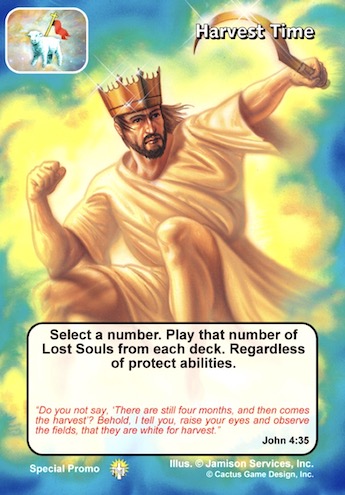 Harvest Time
Select a number. Play that number of
Lost Souls from each deck. Regardless
of protect abilities.
"Do you not say, 'There are still four months, and then comes
the harvest'? Behold, I tell you, raise your eyes and observe
the fields, that they are white for harvest."
John 4:35
Special Promo
Illus. © Jamison Services, Inc.
© Cactus Game Design, Inc.